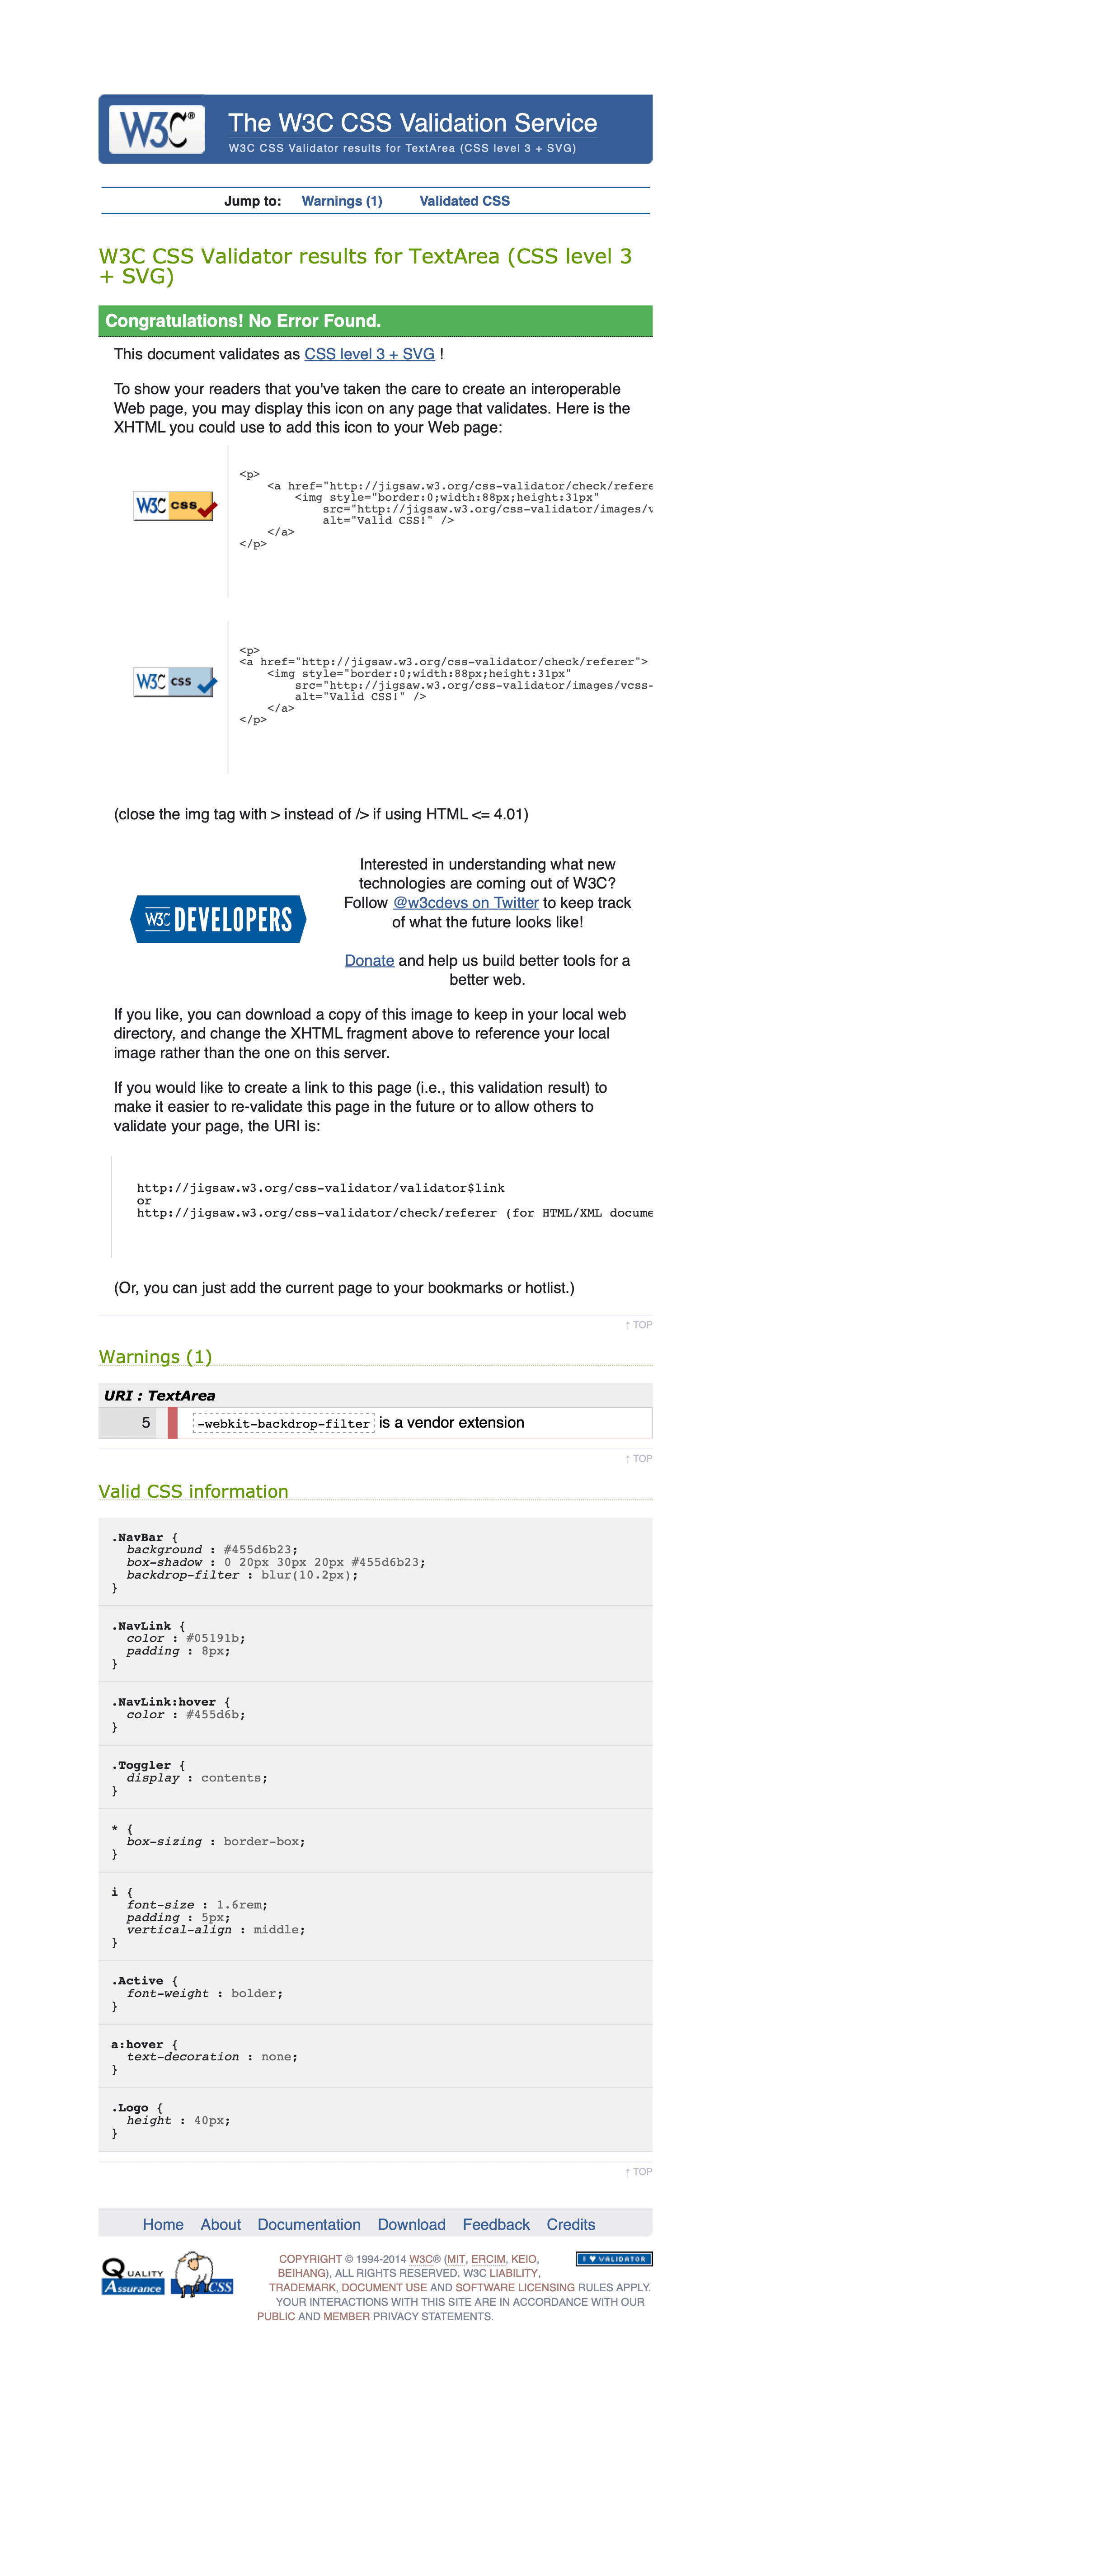 W3C®
The W3C CSS Validation Service
W3C CSS Validator results for TextArea (CSS level 3 + SVG)
Jump to: Warnings (1) Validated CSS
W3C CSS Validator results for TextArea (CSS level 3
+ SVG)
Congratulations! No Error Found.
This document validates as CSS level 3 + SVG !
To show your readers that you've taken the care to create an interoperable
Web page, you may display this icon on any page that validates. Here is the
XHTML you could use to add this icon to your Web page:
W3C css
<p>
<a href="http://jigsaw.w3.org/css-validator/check/refere
<img style="border:0;width:88px;height:31px"
src="http://jigsaw.w3.org/css-validator/images/v
alt="Valid CSS!" />
</a>
</p>
W3C css
<p>
<a href="http://jigsaw.w3.org/css-validator/check/referer">
<img style="border:0;width:88px;height:31px"
src="http://jigsaw.w3.org/css-validator/images/vcss-
alt="Valid CSS!" />
</a>
</p>
(close the img tag with > instead of /> if using HTML <= 4.01)
W3C DEVELOPERS
Interested in understanding what new
technologies are coming out of W3C?
Follow @w3cdevs on Twitter to keep track
of what the future looks like!
Donate and help us build better tools for a
better web.
If you like, you can download a copy of this image to keep in your local web
directory, and change the XHTML fragment above to reference your local
image rather than the one on this server.
If you would like to create a link to this page (i.e., this validation result) to
make it easier to re-validate this page in the future or to allow others to
validate your page, the URI is:
http://jigsaw.w3.org/css-validator/validator$link
or
http://jigsaw.w3.org/css-validator/check/referer (for HTML/XML docume
(Or, you can just add the current page to your bookmarks or hotlist.)
↑ TOP
Warnings (1)
URI : TextArea
5 -webkit-backdrop-filter is a vendor extension
↑ TOP
Valid CSS information
.NavBar {
background : #455d6b23;
box-shadow : 0 20px 30px 20px #455d6b23;
backdrop-filter : blur(10.2px);
}
.NavLink {
color : #05191b;
padding : 8px;
}
.NavLink:hover {
color : #455d6b;
}
.Toggler {
display : contents;
}
* {
box-sizing : border-box;
}
i {
font-size : 1.6rem;
padding : 5px;
vertical-align : middle;
}
.Active {
font-weight : bolder;
}
a:hover {
text-decoration : none;
}
.Logo {
height : 40px;
}
↑ TOP
Home About Documentation Download Feedback Credits
Quality
Assurance
CSS
I ♥ VALIDATOR
COPYRIGHT © 1994-2014 W3C® (MIT, ERCIM, KEIO,
BEIHANG), ALL RIGHTS RESERVED. W3C LIABILITY,
TRADEMARK, DOCUMENT USE AND SOFTWARE LICENSING RULES APPLY.
YOUR INTERACTIONS WITH THIS SITE ARE IN ACCORDANCE WITH OUR
PUBLIC AND MEMBER PRIVACY STATEMENTS.